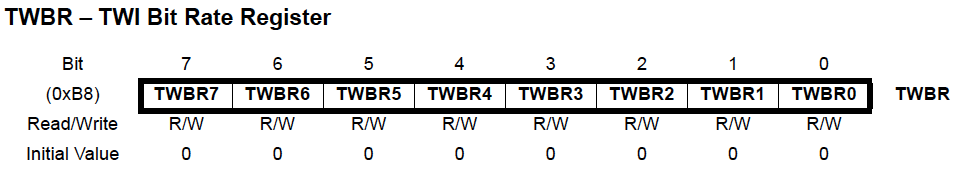 TWBR – TWI Bit Rate Register
Bit 7 6 5 4 3 2 1 0
(0xB8) TWBR7 TWBR6 TWBR5 TWBR4 TWBR3 TWBR2 TWBR1 TWBR0 TWBR
Read/Write R/W R/W R/W R/W R/W R/W R/W R/W
Initial Value 0 0 0 0 0 0 0 0